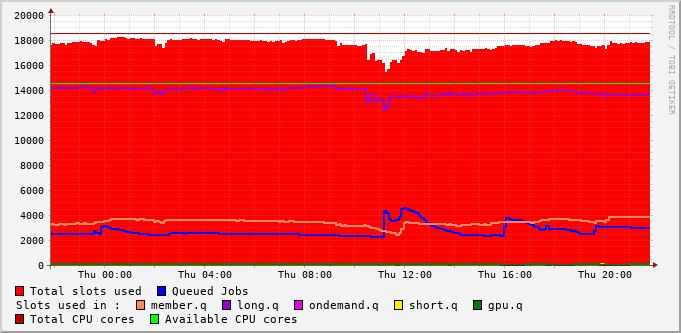 20000
18000
16000
14000
12000
10000
8000
6000
4000
2000
0
Thu 00:00 Thu 04:00 Thu 08:00 Thu 12:00 Thu 16:00 Thu 20:00
Total slots used Queued Jobs
Slots used in : member.q long.q ondemand.q short.q gpu.q
Total CPU cores Available CPU cores
RRDTOOL / TOBI OETIKER